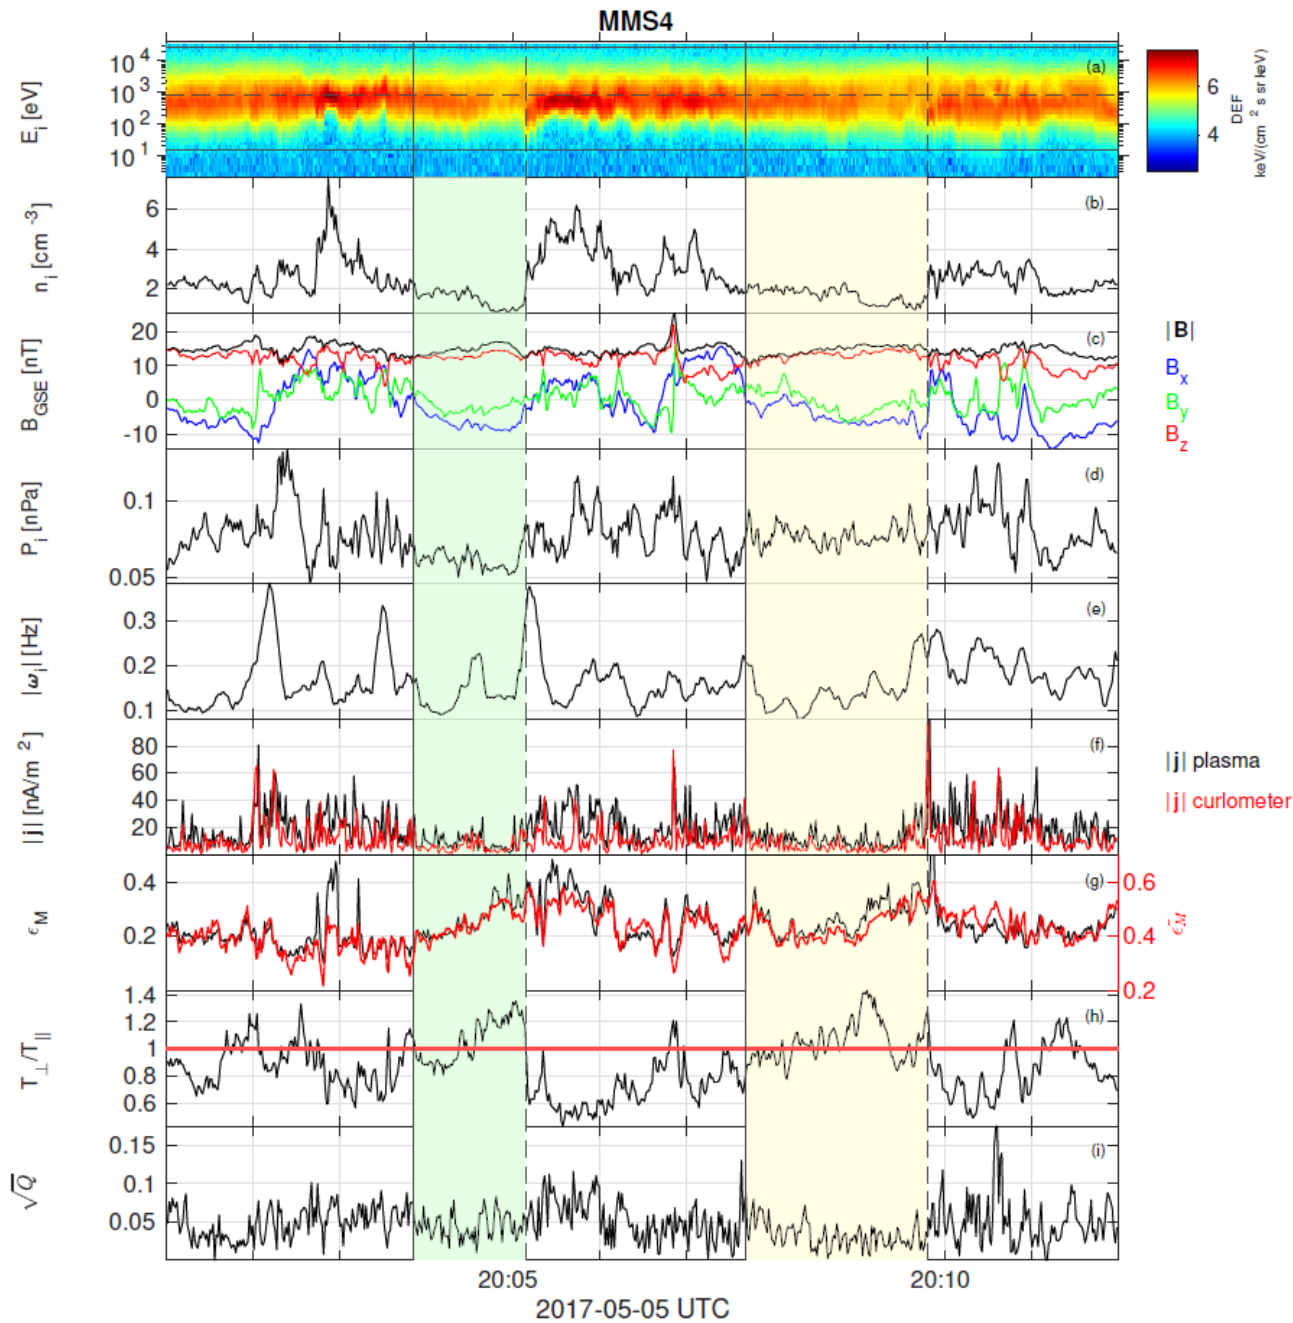 MMS4
(a)
10^4
10^3
10^2
10^1
E_i [eV]
6
4
DEF
keV/(cm^2 s sr keV)
(b)
6
4
2
n_i [cm^-3]
(c)
20
10
0
-10
B_GSE [nT]
|B|
B_x
B_y
B_z
(d)
0.1
0.05
P_i [nPa]
(e)
0.3
0.2
0.1
|ω_i| [Hz]
(f)
80
60
40
20
|j| [nA/m^2]
|j| plasma
|j| curlometer
(g)
0.4
0.2
ϵ_M
0.6
0.4
0.2
ϵ̃_M
(h)
1.4
1.2
1
0.8
0.6
T_⊥/T_||
(i)
0.15
0.1
0.05
√Q
20:05
20:10
2017-05-05 UTC